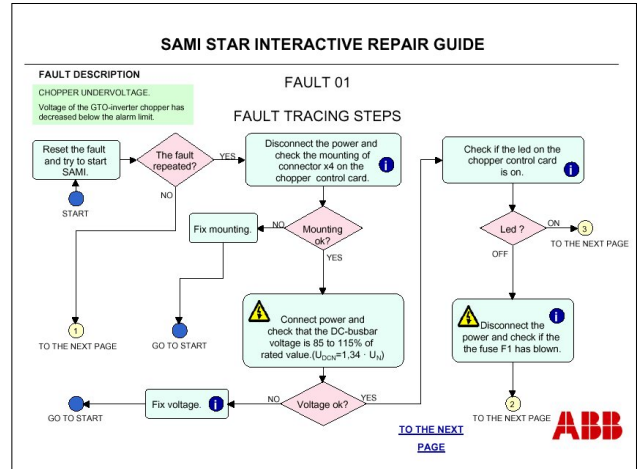 SAMI STAR INTERACTIVE REPAIR GUIDE
FAULT DESCRIPTION
CHOPPER UNDERVOLTAGE.
Voltage of the GTO-inverter chopper has
decreased below the alarm limit.
FAULT 01
FAULT TRACING STEPS
Reset the fault
and try to start
SAMI.
START
The fault
repeated?
YES
NO
1
TO THE NEXT PAGE
Disconnect the power and
check the mounting of
connector x4 on the
chopper control card.
i
Mounting
ok?
NO
YES
Fix mounting.
GO TO START
Connect power and
check that the DC-busbar
voltage is 85 to 115% of
rated value.(UDCN=1,34 · UN)
Voltage ok?
NO
YES
Fix voltage.
i
GO TO START
Check if the led on the
chopper control card
is on.
i
Led ?
ON
3
TO THE NEXT PAGE
OFF
i
Disconnect the
power and check if the
the fuse F1 has blown.
2
TO THE NEXT PAGE
TO THE NEXT
PAGE
ABB